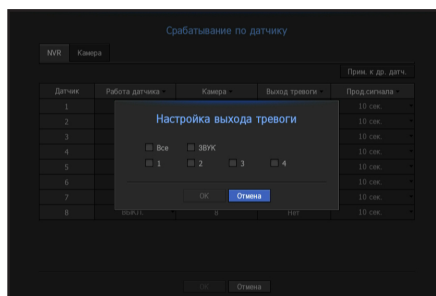 Срабатывание по датчику
NVR Камера
Прим. к др. датч.
Датчик Работа датчика Камера Выход тревоги Прод.сигнала
1 10 сек.
2 10 сек.
3 10 сек.
4 10 сек.
5 10 сек.
6 10 сек.
7 10 сек.
8 ВЫКЛ 8 Нет 10 сек.
Настройка выхода тревоги
Все ЗВУК
1 2 3 4
OK Отмена
OK Отмена